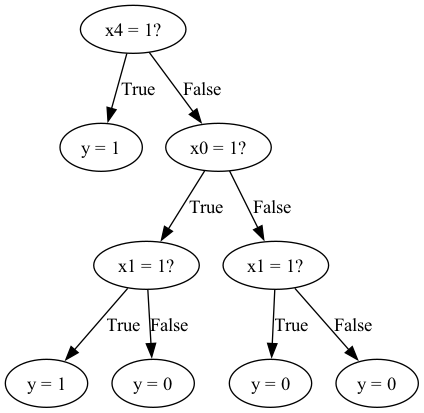 x4 = 1?
True
False
y = 1
x0 = 1?
True
False
x1 = 1?
x1 = 1?
True
False
True
False
y = 1
y = 0
y = 0
y = 0